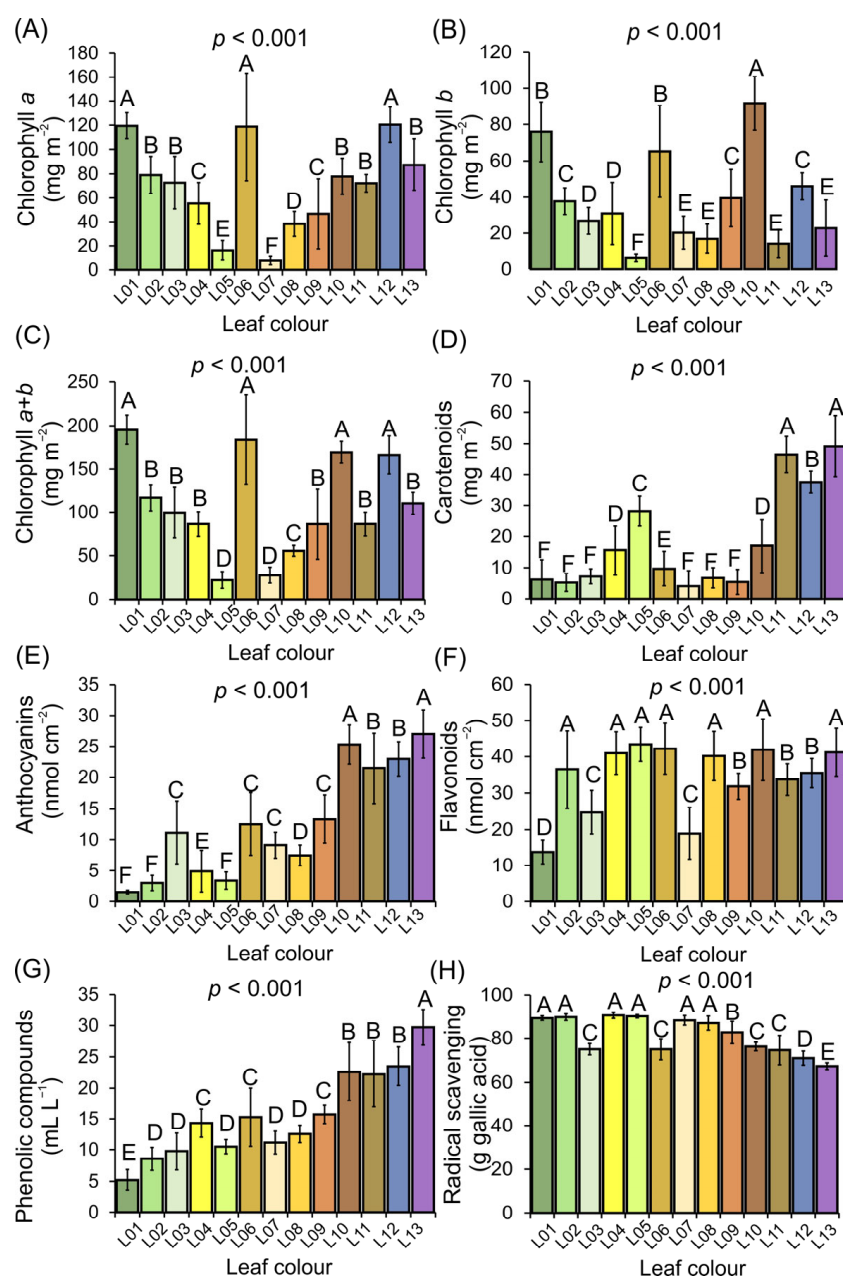 (A)
p < 0.001
Chlorophyll a
(mg m⁻²)
180
160
140
120
100
80
60
40
20
0
A B B C E A F D C B B A B
L01 L02 L03 L04 L05 L06 L07 L08 L09 L10 L11 L12 L13
Leaf colour
(B)
p < 0.001
Chlorophyll b
(mg m⁻²)
120
100
80
60
40
20
0
B C D D F B E E C A E C E
L01 L02 L03 L04 L05 L06 L07 L08 L09 L10 L11 L12 L13
Leaf colour
(C)
p < 0.001
Chlorophyll a+b
(mg m⁻²)
250
200
150
100
50
0
A B B B D A D C B A B A B
L01 L02 L03 L04 L05 L06 L07 L08 L09 L10 L11 L12 L13
Leaf colour
(D)
p < 0.001
Carotenoids
(mg m⁻²)
70
60
50
40
30
20
10
0
F F F D C E F F F D A B A
L01 L02 L03 L04 L05 L06 L07 L08 L09 L10 L11 L12 L13
Leaf colour
(E)
p < 0.001
Anthocyanins
(nmol cm⁻²)
35
30
25
20
15
10
5
0
F F C E F C C D C A B B A
L01 L02 L03 L04 L05 L06 L07 L08 L09 L10 L11 L12 L13
Leaf colour
(F)
p < 0.001
Flavonoids
(nmol cm⁻²)
60
50
40
30
20
10
0
D A C A A A C A B A B B A
L01 L02 L03 L04 L05 L06 L07 L08 L09 L10 L11 L12 L13
Leaf colour
(G)
p < 0.001
Phenolic compounds
(mL L⁻¹)
35
30
25
20
15
10
5
0
E D D C D C D D C B B B A
L01 L02 L03 L04 L05 L06 L07 L08 L09 L10 L11 L12 L13
Leaf colour
(H)
p < 0.001
Radical scavenging
(g gallic acid)
100
80
60
40
20
0
A A C A A C A A B C C D E
L01 L02 L03 L04 L05 L06 L07 L08 L09 L10 L11 L12 L13
Leaf colour